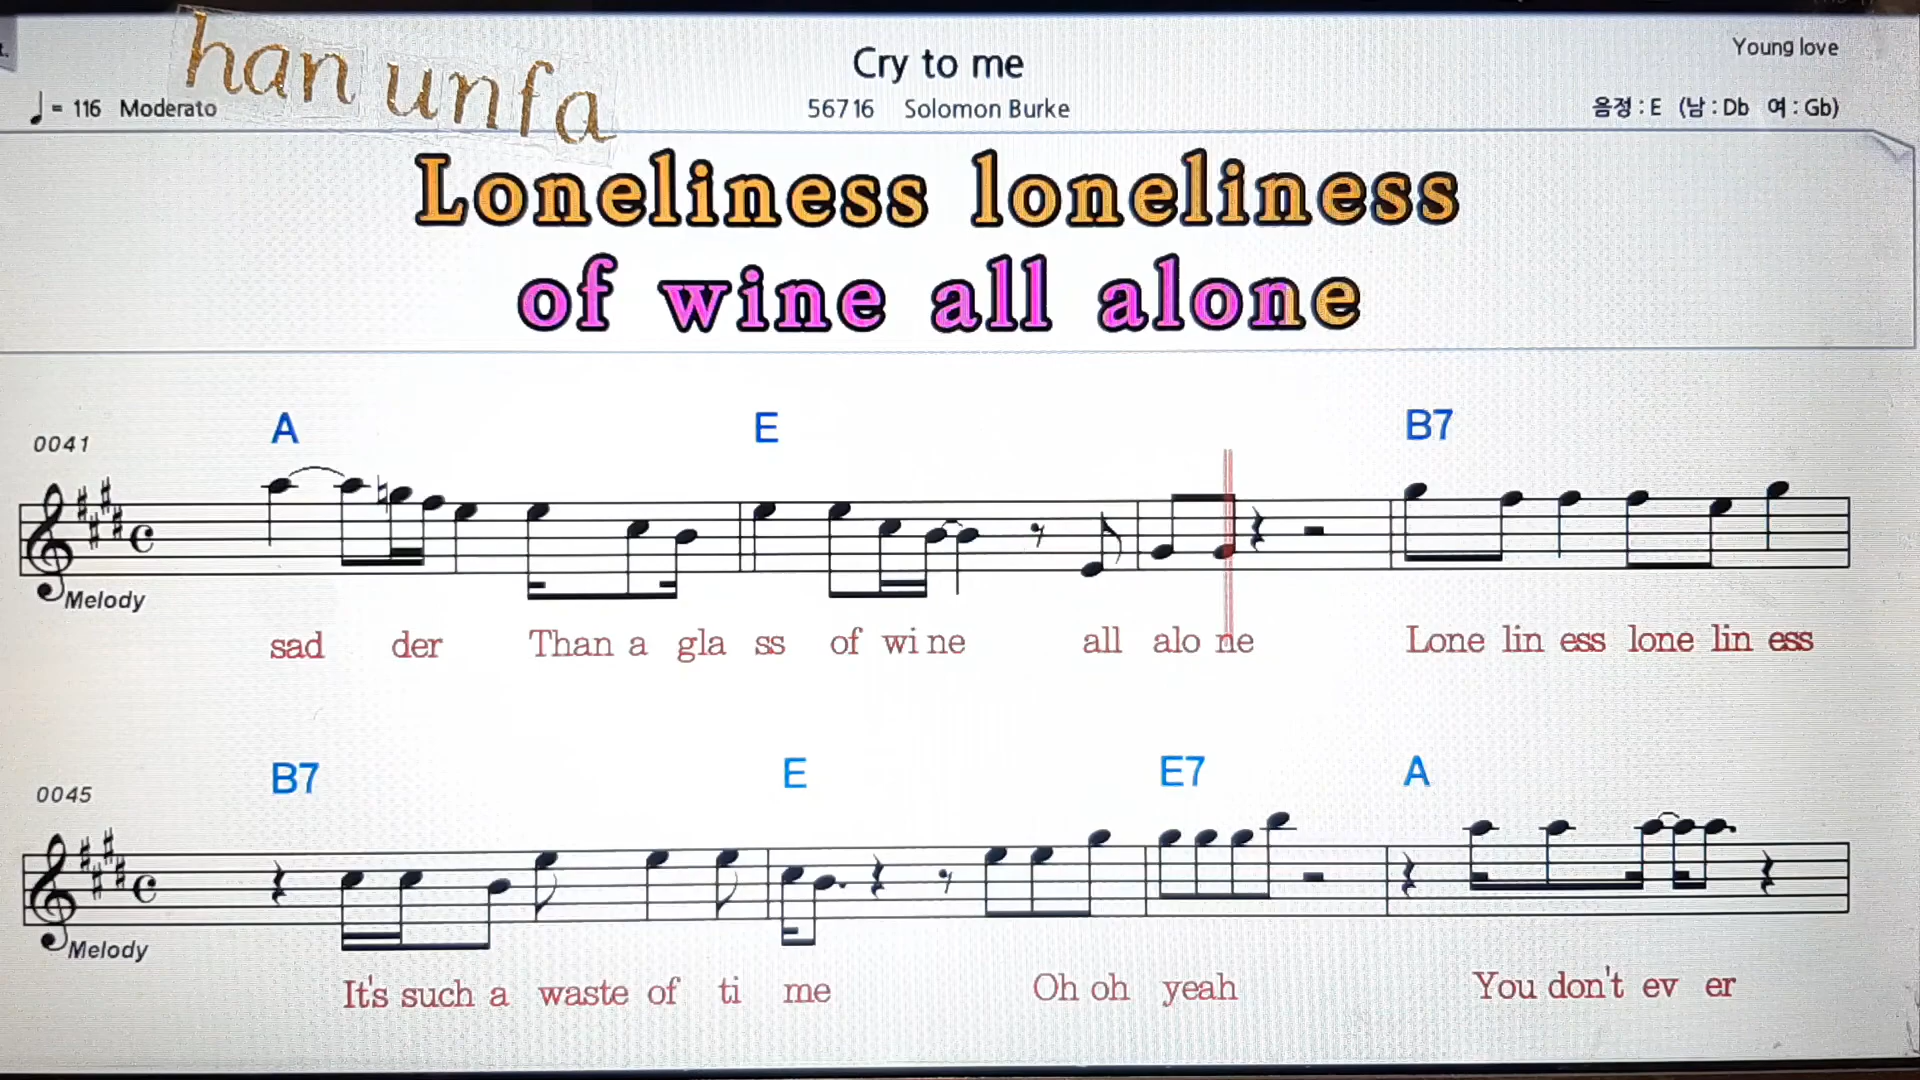 han unfa
Cry to me
Young love
♩= 116 Moderato
56716 Solomon Burke
음정 : E (남 : Db 여 : Gb)
Loneliness loneliness
of wine all alone
A E B7
0041
Melody
sad der Than a gla ss of wi ne all alo ne Lone lin ess lone lin ess
B7 E E7 A
0045
Melody
It's such a waste of ti me Oh oh yeah You don't ev er